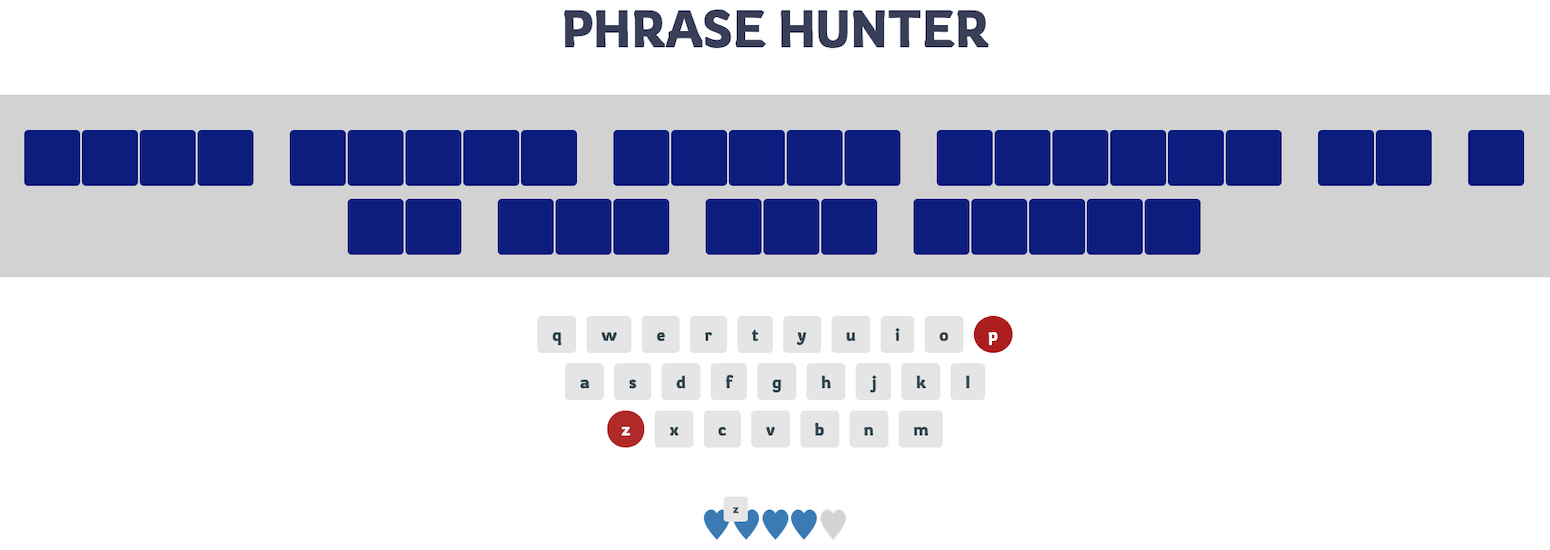 PHRASE HUNTER
q w e r t y u i o p
a s d f g h j k l
z x c v b n m
z